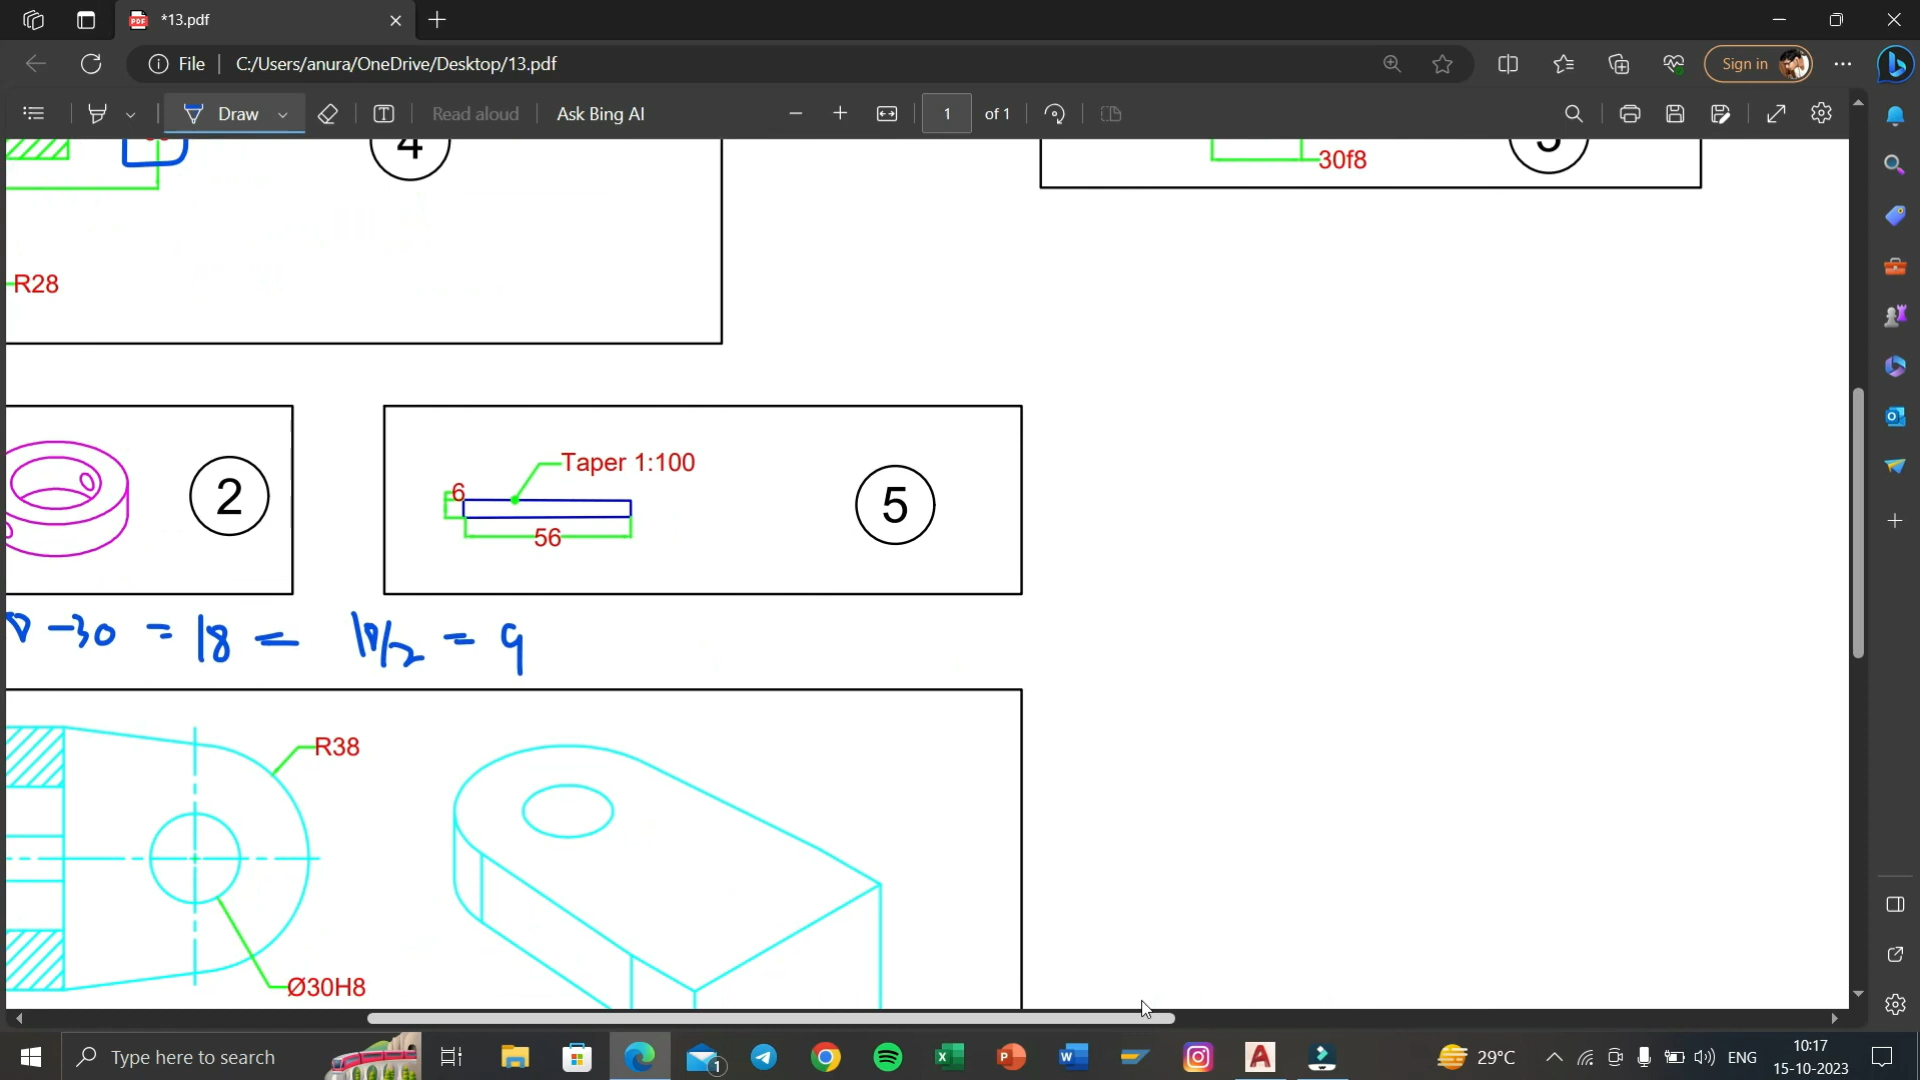 *13.pdf
File C:/Users/anura/OneDrive/Desktop/13.pdf Sign in
Draw Read aloud Ask Bing AI 1 of 1
4
30f8
R28
Taper 1:100
6
2
5
56
-30 = 18 = 18/2 = 9
R38
Ø30H8
Type here to search 1 29°C ENG
10:17
15-10-2023